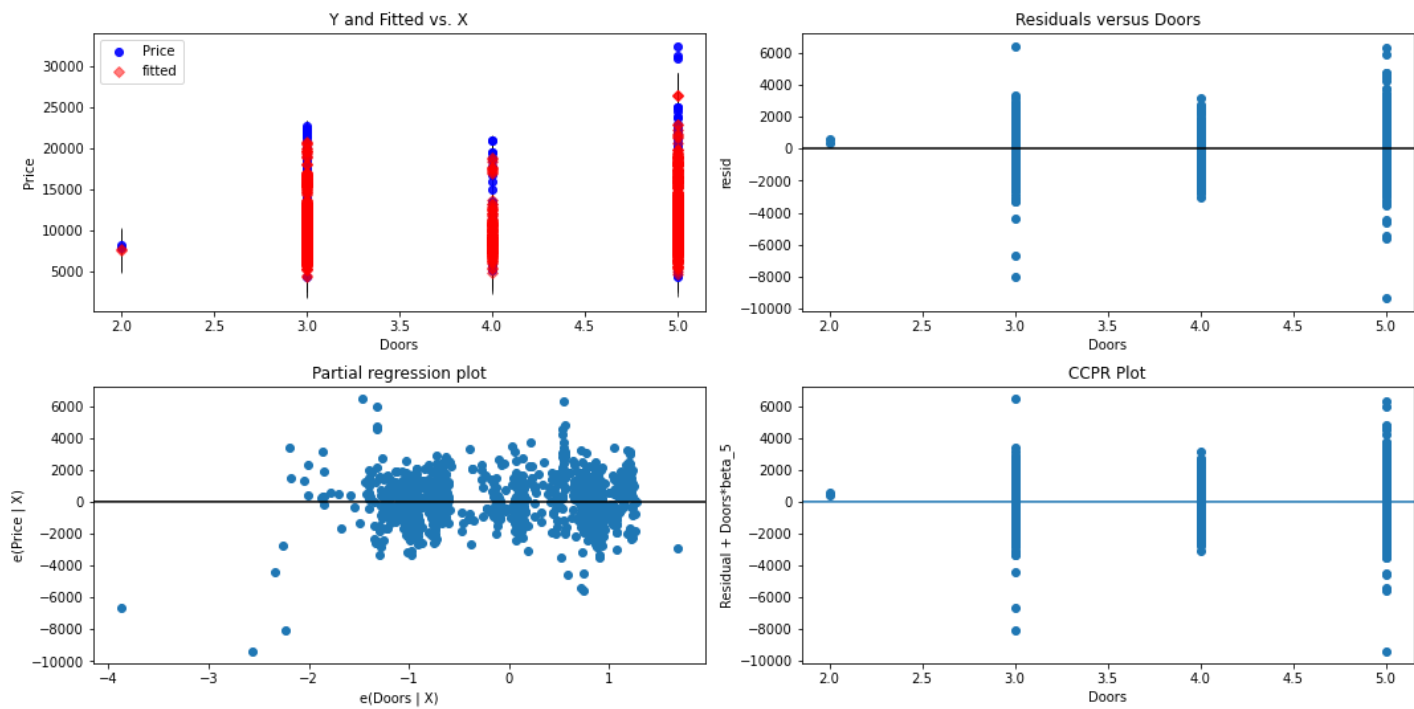 Y and Fitted vs. X
Price
fitted
30000
25000
20000
15000
10000
5000
Price
2.0 2.5 3.0 3.5 4.0 4.5 5.0
Doors
Residuals versus Doors
6000
4000
2000
0
−2000
−4000
−6000
−8000
−10000
resid
2.0 2.5 3.0 3.5 4.0 4.5 5.0
Doors
Partial regression plot
6000
4000
2000
0
−2000
−4000
−6000
−8000
−10000
e(Price | X)
−4 −3 −2 −1 0 1
e(Doors | X)
CCPR Plot
6000
4000
2000
0
−2000
−4000
−6000
−8000
−10000
Residual + Doors*beta_5
2.0 2.5 3.0 3.5 4.0 4.5 5.0
Doors